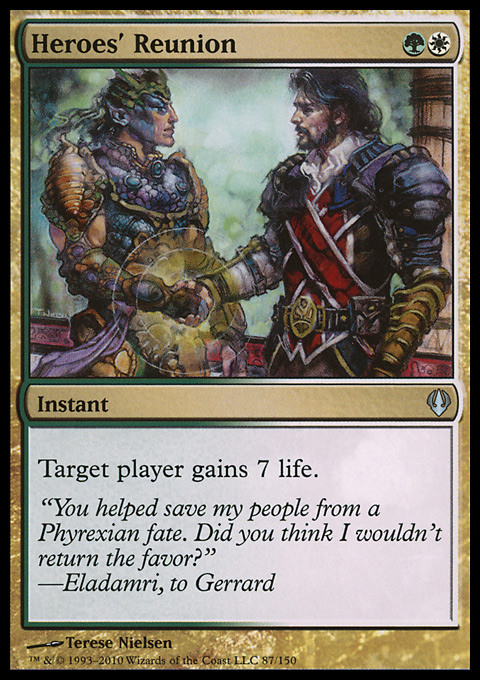 Heroes' Reunion
Instant
Target player gains 7 life.
“You helped save my people from a
Phyrexian fate. Did you think I wouldn't
return the favor?”
—Eladamri, to Gerrard
Terese Nielsen
™ & © 1993–2010 Wizards of the Coast LLC 87/150